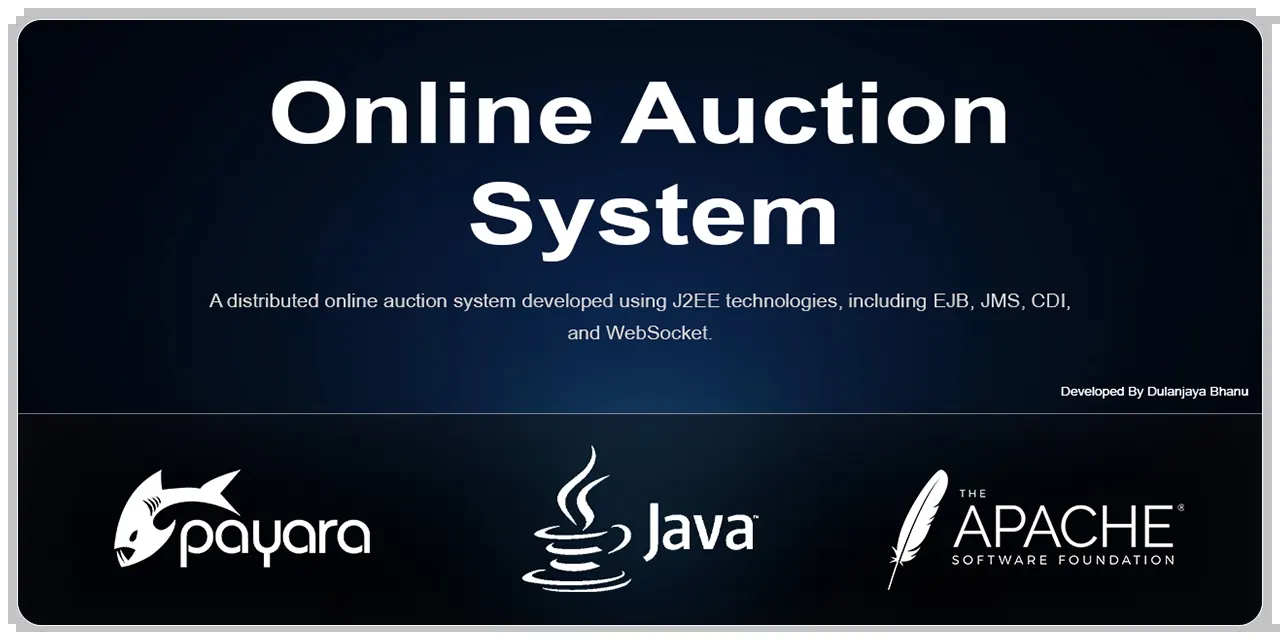 Online Auction
System
A distributed online auction system developed using J2EE technologies, including EJB, JMS, CDI,
and WebSocket.
Developed By Dulanjaya Bhanu
payara
Java™
THE
APACHE®
SOFTWARE FOUNDATION